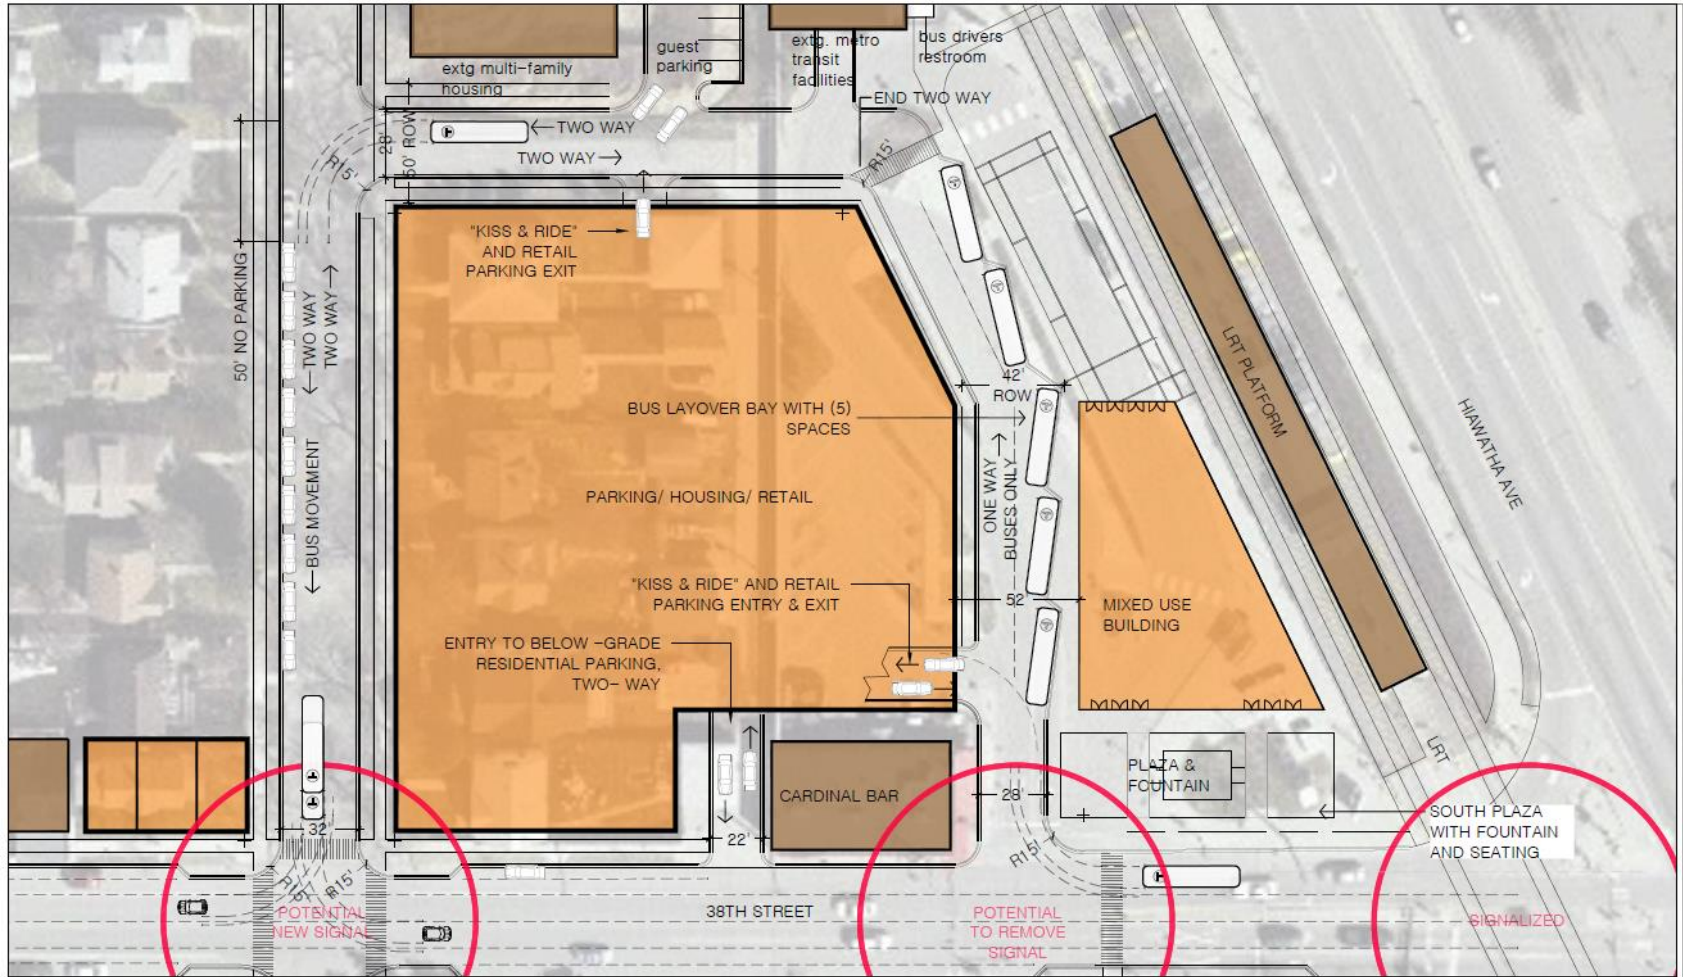 extg multi-family
housing
guest
parking
extg. metro
transit
facilities
bus drivers
restroom
END TWO WAY
← TWO WAY
TWO WAY →
28'
50' ROW
R15'
R15'
50' NO PARKING
"KISS & RIDE"
AND RETAIL
PARKING EXIT
← TWO WAY
TWO WAY →
← BUS MOVEMENT
42'
ROW
BUS LAYOVER BAY WITH (5)
SPACES
ONE WAY →
BUSES ONLY
LRT PLATFORM
HIAWATHA AVE
PARKING/ HOUSING/ RETAIL
"KISS & RIDE" AND RETAIL
PARKING ENTRY & EXIT
52'
MIXED USE
BUILDING
ENTRY TO BELOW -GRADE
RESIDENTIAL PARKING,
TWO- WAY
LRT
PLAZA &
FOUNTAIN
CARDINAL BAR
28'
SOUTH PLAZA
WITH FOUNTAIN
AND SEATING
32'
22'
R15'
R15'
R15'
38TH STREET
POTENTIAL
NEW SIGNAL
POTENTIAL
TO REMOVE
SIGNAL
SIGNALIZED